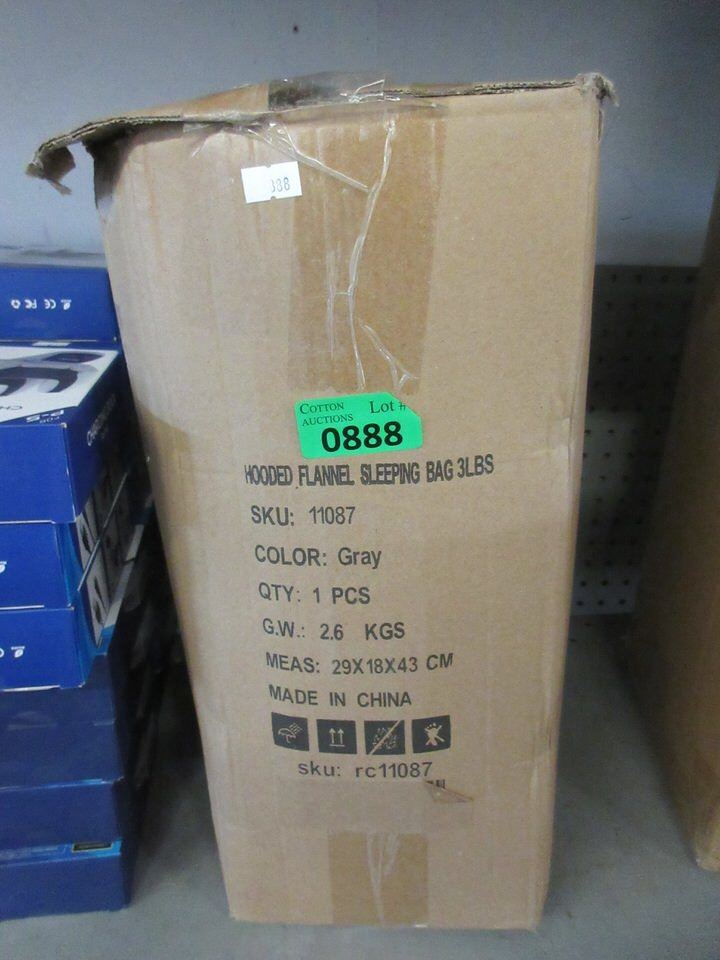 888
COTTON AUCTIONS Lot #
0888
HOODED FLANNEL SLEEPING BAG 3LBS
SKU: 11087
COLOR: Gray
QTY: 1 PCS
G.W.: 2.6 KGS
MEAS: 29X18X43 CM
MADE IN CHINA
sku: rc11087